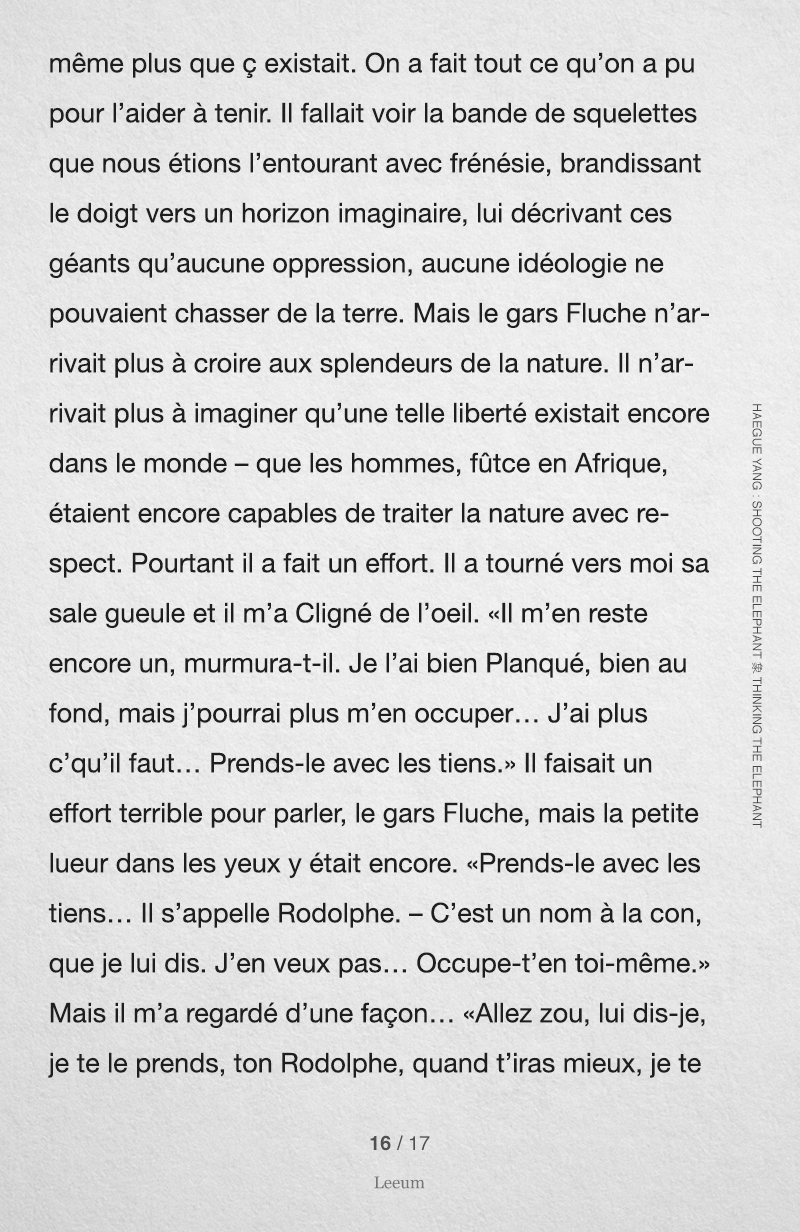 même plus que ç existait. On a fait tout ce qu’on a pu
pour l’aider à tenir. Il fallait voir la bande de squelettes
que nous étions l’entourant avec frénésie, brandissant
le doigt vers un horizon imaginaire, lui décrivant ces
géants qu’aucune oppression, aucune idéologie ne
pouvaient chasser de la terre. Mais le gars Fluche n’ar-
rivait plus à croire aux splendeurs de la nature. Il n’ar-
rivait plus à imaginer qu’une telle liberté existait encore
dans le monde – que les hommes, fûtce en Afrique,
étaient encore capables de traiter la nature avec re-
spect. Pourtant il a fait un effort. Il a tourné vers moi sa
sale gueule et il m’a Cligné de l’oeil. «Il m’en reste
encore un, murmura-t-il. Je l’ai bien Planqué, bien au
fond, mais j’pourrai plus m’en occuper… J’ai plus
c’qu’il faut… Prends-le avec les tiens.» Il faisait un
effort terrible pour parler, le gars Fluche, mais la petite
lueur dans les yeux y était encore. «Prends-le avec les
tiens… Il s’appelle Rodolphe. – C’est un nom à la con,
que je lui dis. J’en veux pas… Occupe-t’en toi-même.»
Mais il m’a regardé d’une façon… «Allez zou, lui dis-je,
je te le prends, ton Rodolphe, quand t’iras mieux, je te
HAEGUE YANG : SHOOTING THE ELEPHANT 象 THINKING THE ELEPHANT
16 / 17
Leeum